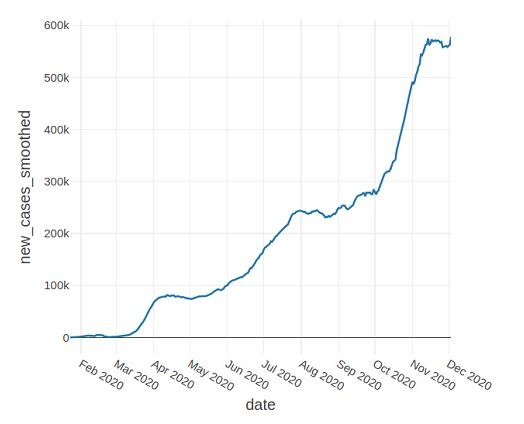 600k
500k
400k
300k
200k
100k
0
new_cases_smoothed
Feb 2020
Mar 2020
Apr 2020
May 2020
Jun 2020
Jul 2020
Aug 2020
Sep 2020
Oct 2020
Nov 2020
Dec 2020
date